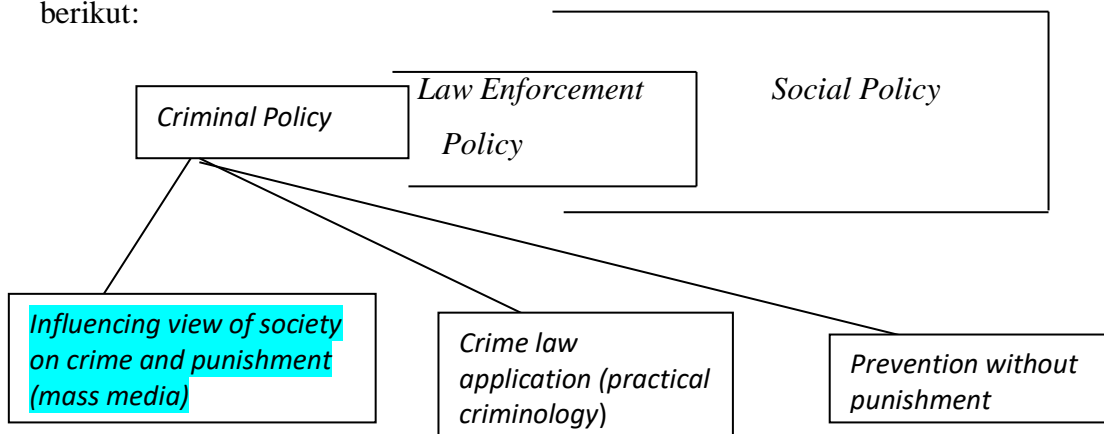 berikut:
Law Enforcement
Policy
Social Policy
Criminal Policy
Influencing view of society
on crime and punishment
(mass media)
Crime law
application (practical
criminology)
Prevention without
punishment